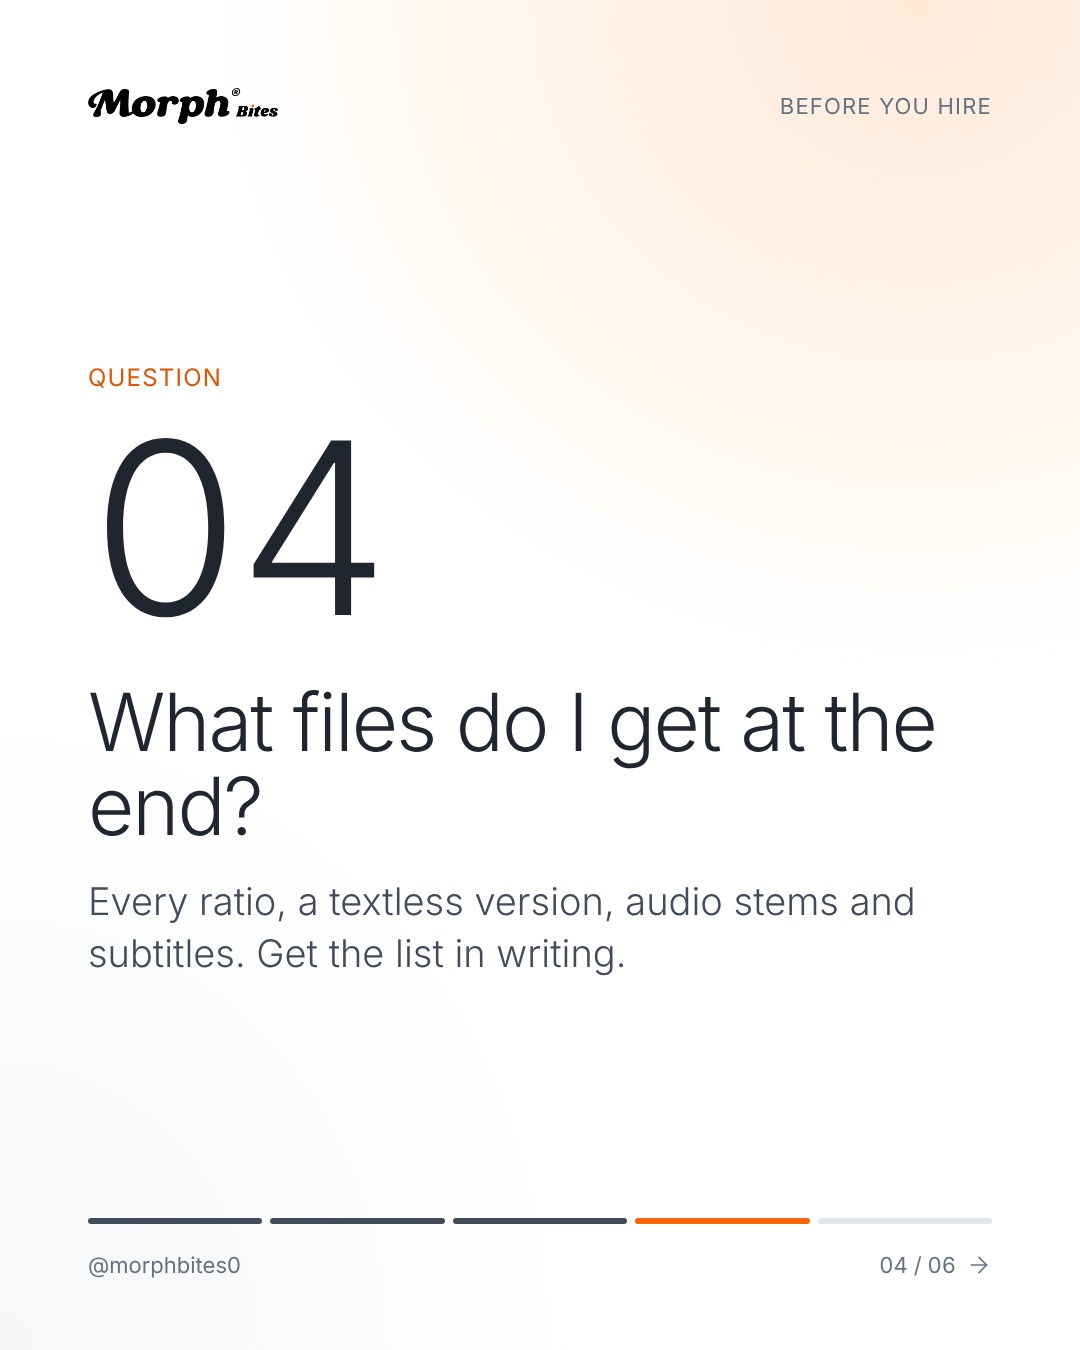 Morph® Bites
BEFORE YOU HIRE
QUESTION
04
What files do I get at the
end?
Every ratio, a textless version, audio stems and
subtitles. Get the list in writing.
@morphbites0
04 / 06 →